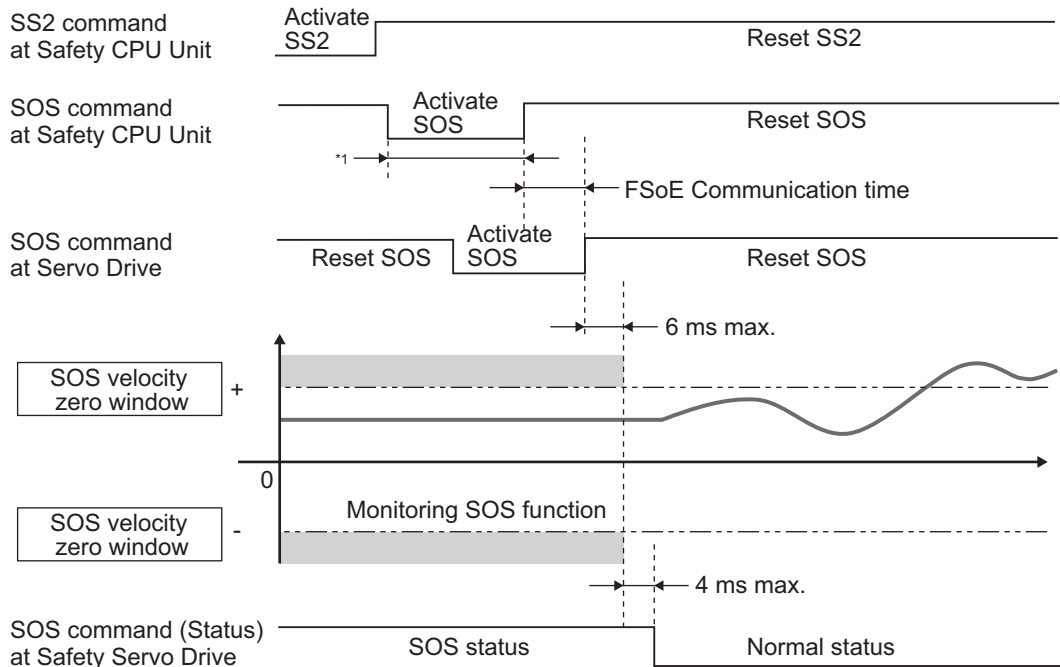 SS2 command
at Safety CPU Unit
Activate
SS2
Reset SS2
SOS command
at Safety CPU Unit
Activate
SOS
Reset SOS
*1
FSoE Communication time
SOS command
at Servo Drive
Reset SOS
Activate
SOS
Reset SOS
6 ms max.
SOS velocity
zero window
+
0
Monitoring SOS function
SOS velocity
zero window
-
4 ms max.
SOS command (Status)
at Safety Servo Drive
SOS status
Normal status